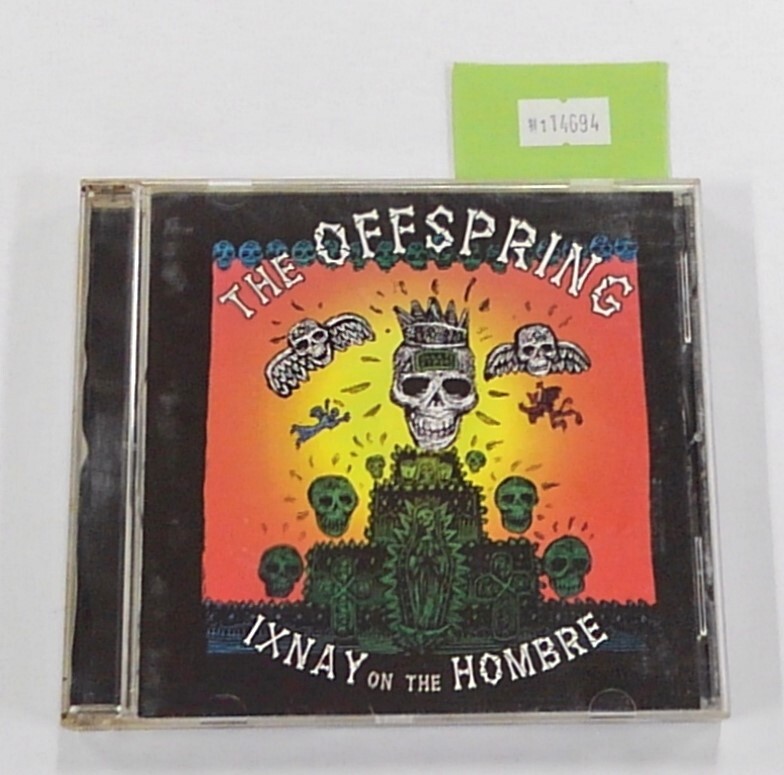 #114694
THE OFFSPRING
IXNAY ON THE HOMBRE